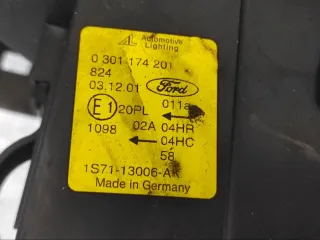 AL Automotive
Lighting
0 301 174 201
824
03.12.01 Ford
E1 20PL 011a
1098 02A 04HR
04HC
58
1S71-13006-A
Made in Germany